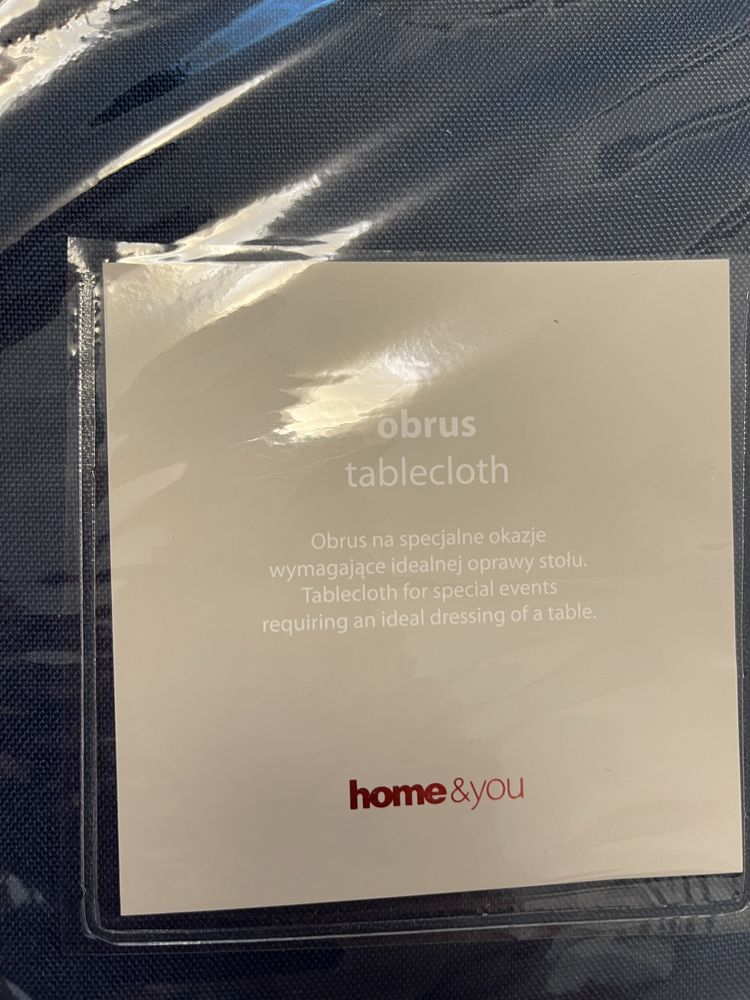 obrus
tablecloth
Obrus na specjalne okazje
wymagające idealnej oprawy stołu.
Tablecloth for special events
requiring an ideal dressing of a table.
home&you